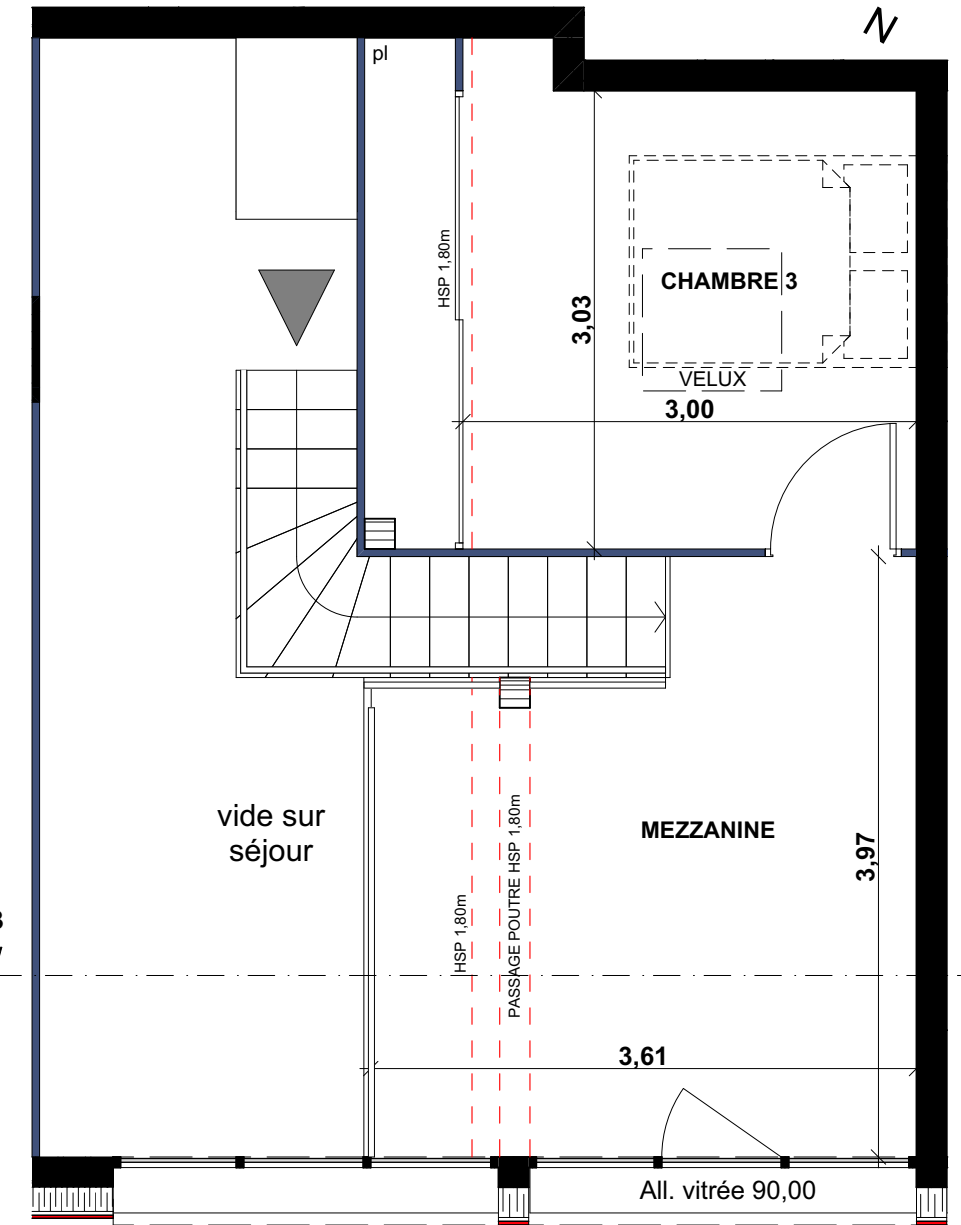 N
pl
HSP 1,80m
CHAMBRE 3
3,03
VELUX
3,00
vide sur
séjour
MEZZANINE
PASSAGE POUTRE HSP 1,80m
HSP 1,80m
3,97
3,61
All. vitrée 90,00